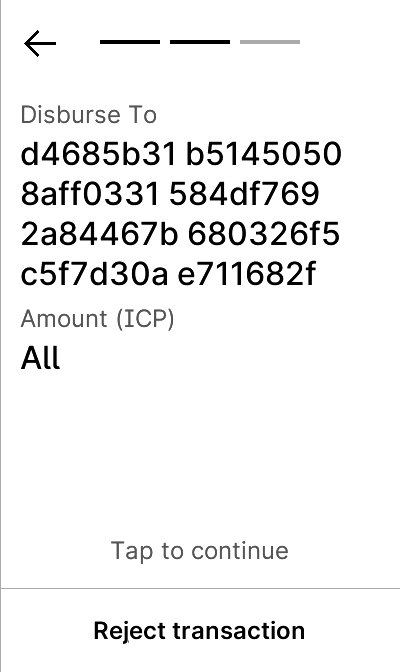 Disburse To
d4685b31 b5145050
8aff0331 584df769
2a84467b 680326f5
c5f7d30a e711682f
Amount (ICP)
All
Tap to continue
Reject transaction